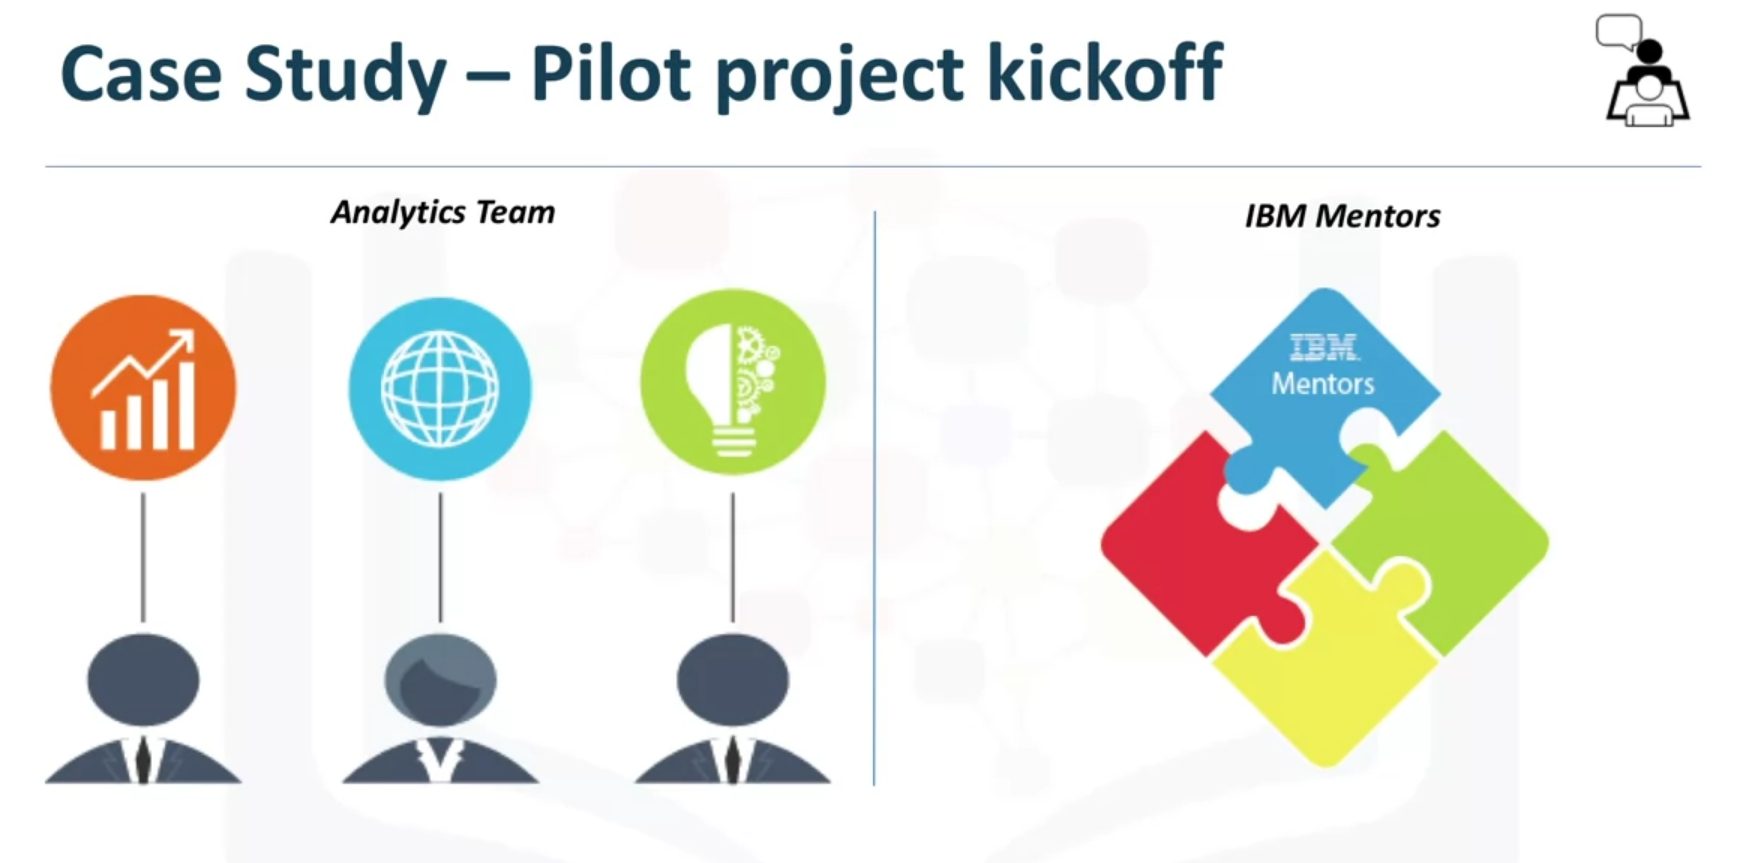 Case Study – Pilot project kickoff
Analytics Team
IBM Mentors
IBM
Mentors